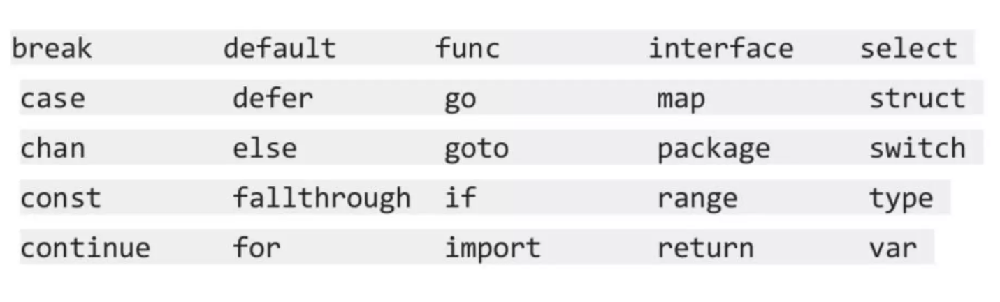 break default func interface select
case defer go map struct
chan else goto package switch
const fallthrough if range type
continue for import return var